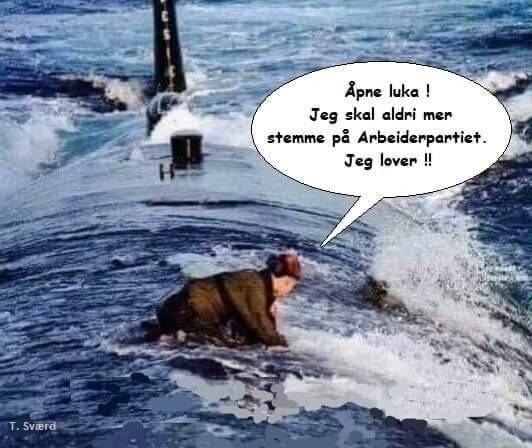 Åpne luka !
Jeg skal aldri mer
stemme på Arbeiderpartiet.
Jeg lover !!
T. Sværd